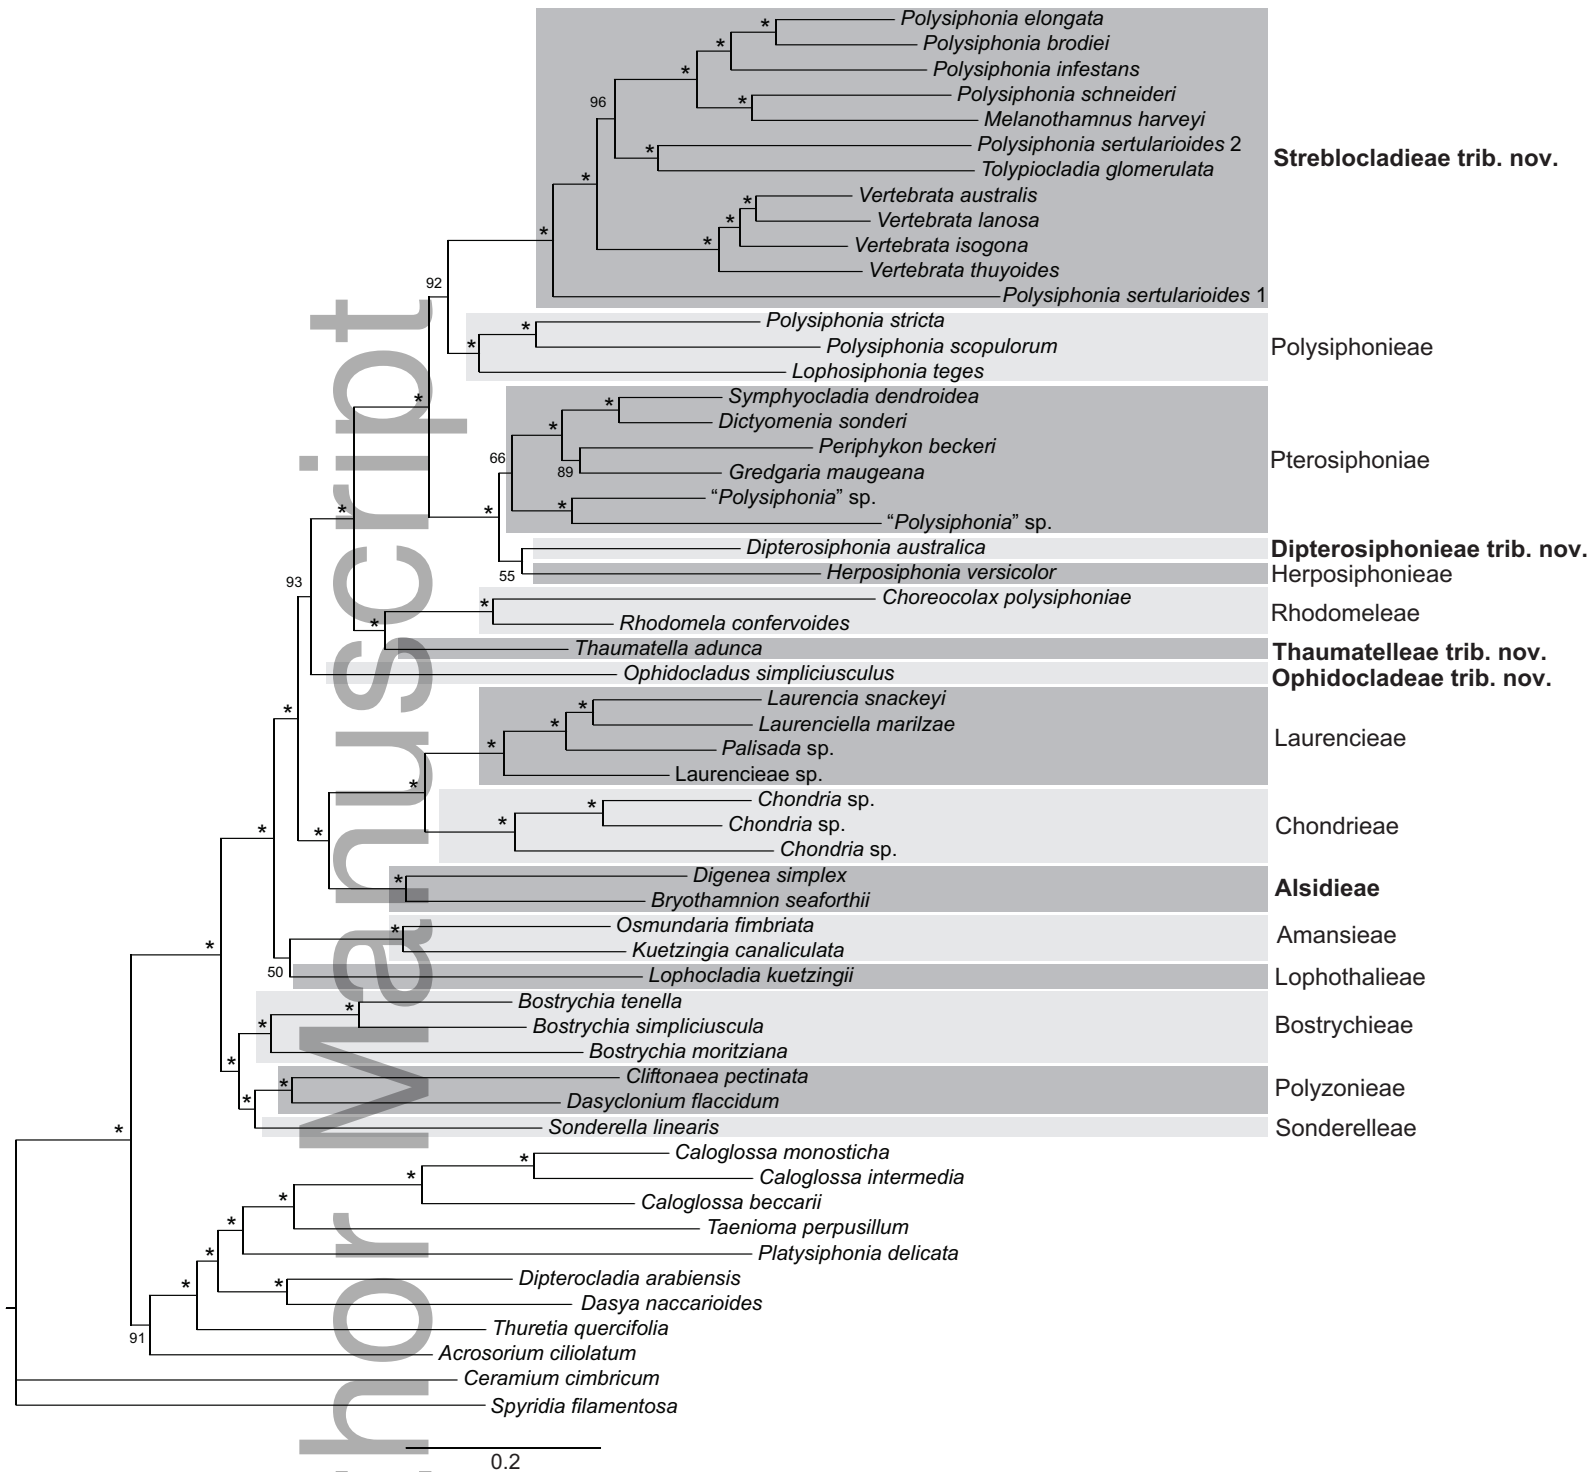 Polysiphonia elongata
Polysiphonia brodiei
Polysiphonia infestans
Polysiphonia schneideri
Melanothamnus harveyi
Polysiphonia sertularioides 2
Tolypiocladia glomerulata
Vertebrata australis
Vertebrata lanosa
Vertebrata isogona
Vertebrata thuyoides
Polysiphonia sertularioides 1
Streblocladieae trib. nov.
Polysiphonia stricta
Polysiphonia scopulorum
Lophosiphonia teges
Polysiphonieae
Symphyocladia dendroidea
Dictyomenia sonderi
Periphykon beckeri
Gredgaria maugeana
“Polysiphonia” sp.
“Polysiphonia” sp.
Pterosiphoniae
Dipterosiphonia australica
Dipterosiphonieae trib. nov.
Herposiphonia versicolor
Herposiphonieae
Choreocolax polysiphoniae
Rhodomela confervoides
Rhodomeleae
Thaumatella adunca
Thaumatelleae trib. nov.
Ophidocladus simpliciusculus
Ophidocladeae trib. nov.
Laurencia snackeyi
Laurenciella marilzae
Palisada sp.
Laurencieae sp.
Laurencieae
Chondria sp.
Chondria sp.
Chondria sp.
Chondrieae
Digenea simplex
Bryothamnion seaforthii
Alsidieae
Osmundaria fimbriata
Kuetzingia canaliculata
Amansieae
Lophocladia kuetzingii
Lophothalieae
Bostrychia tenella
Bostrychia simpliciuscula
Bostrychia moritziana
Bostrychieae
Cliftonaea pectinata
Dasyclonium flaccidum
Polyzonieae
Sonderella linearis
Sonderelleae
Caloglossa monosticha
Caloglossa intermedia
Caloglossa beccarii
Taenioma perpusillum
Platysiphonia delicata
Dipterocladia arabiensis
Dasya naccarioides
Thuretia quercifolia
Acrosorium ciliolatum
Ceramium cimbricum
Spyridia filamentosa
96
92
66
89
55
93
50
91
0.2
hor Manuscript